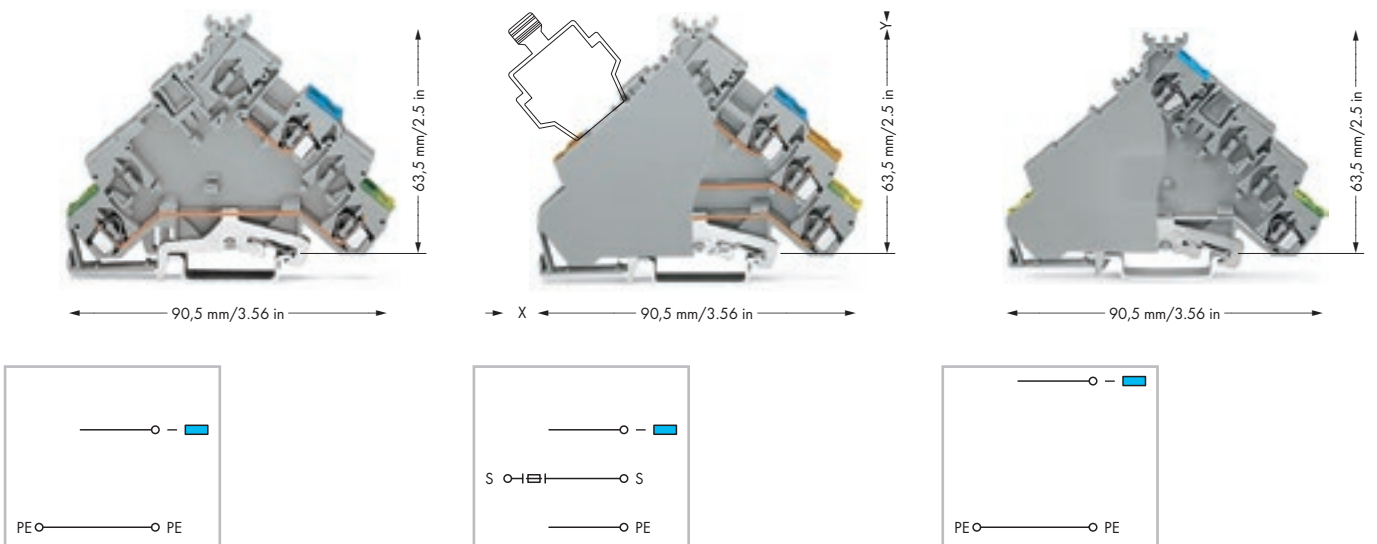 63,5 mm/2.5 in
90,5 mm/3.56 in
Y
63,5 mm/2.5 in
X
90,5 mm/3.56 in
63,5 mm/2.5 in
90,5 mm/3.56 in
–
PE PE
–
S S
PE
–
PE PE